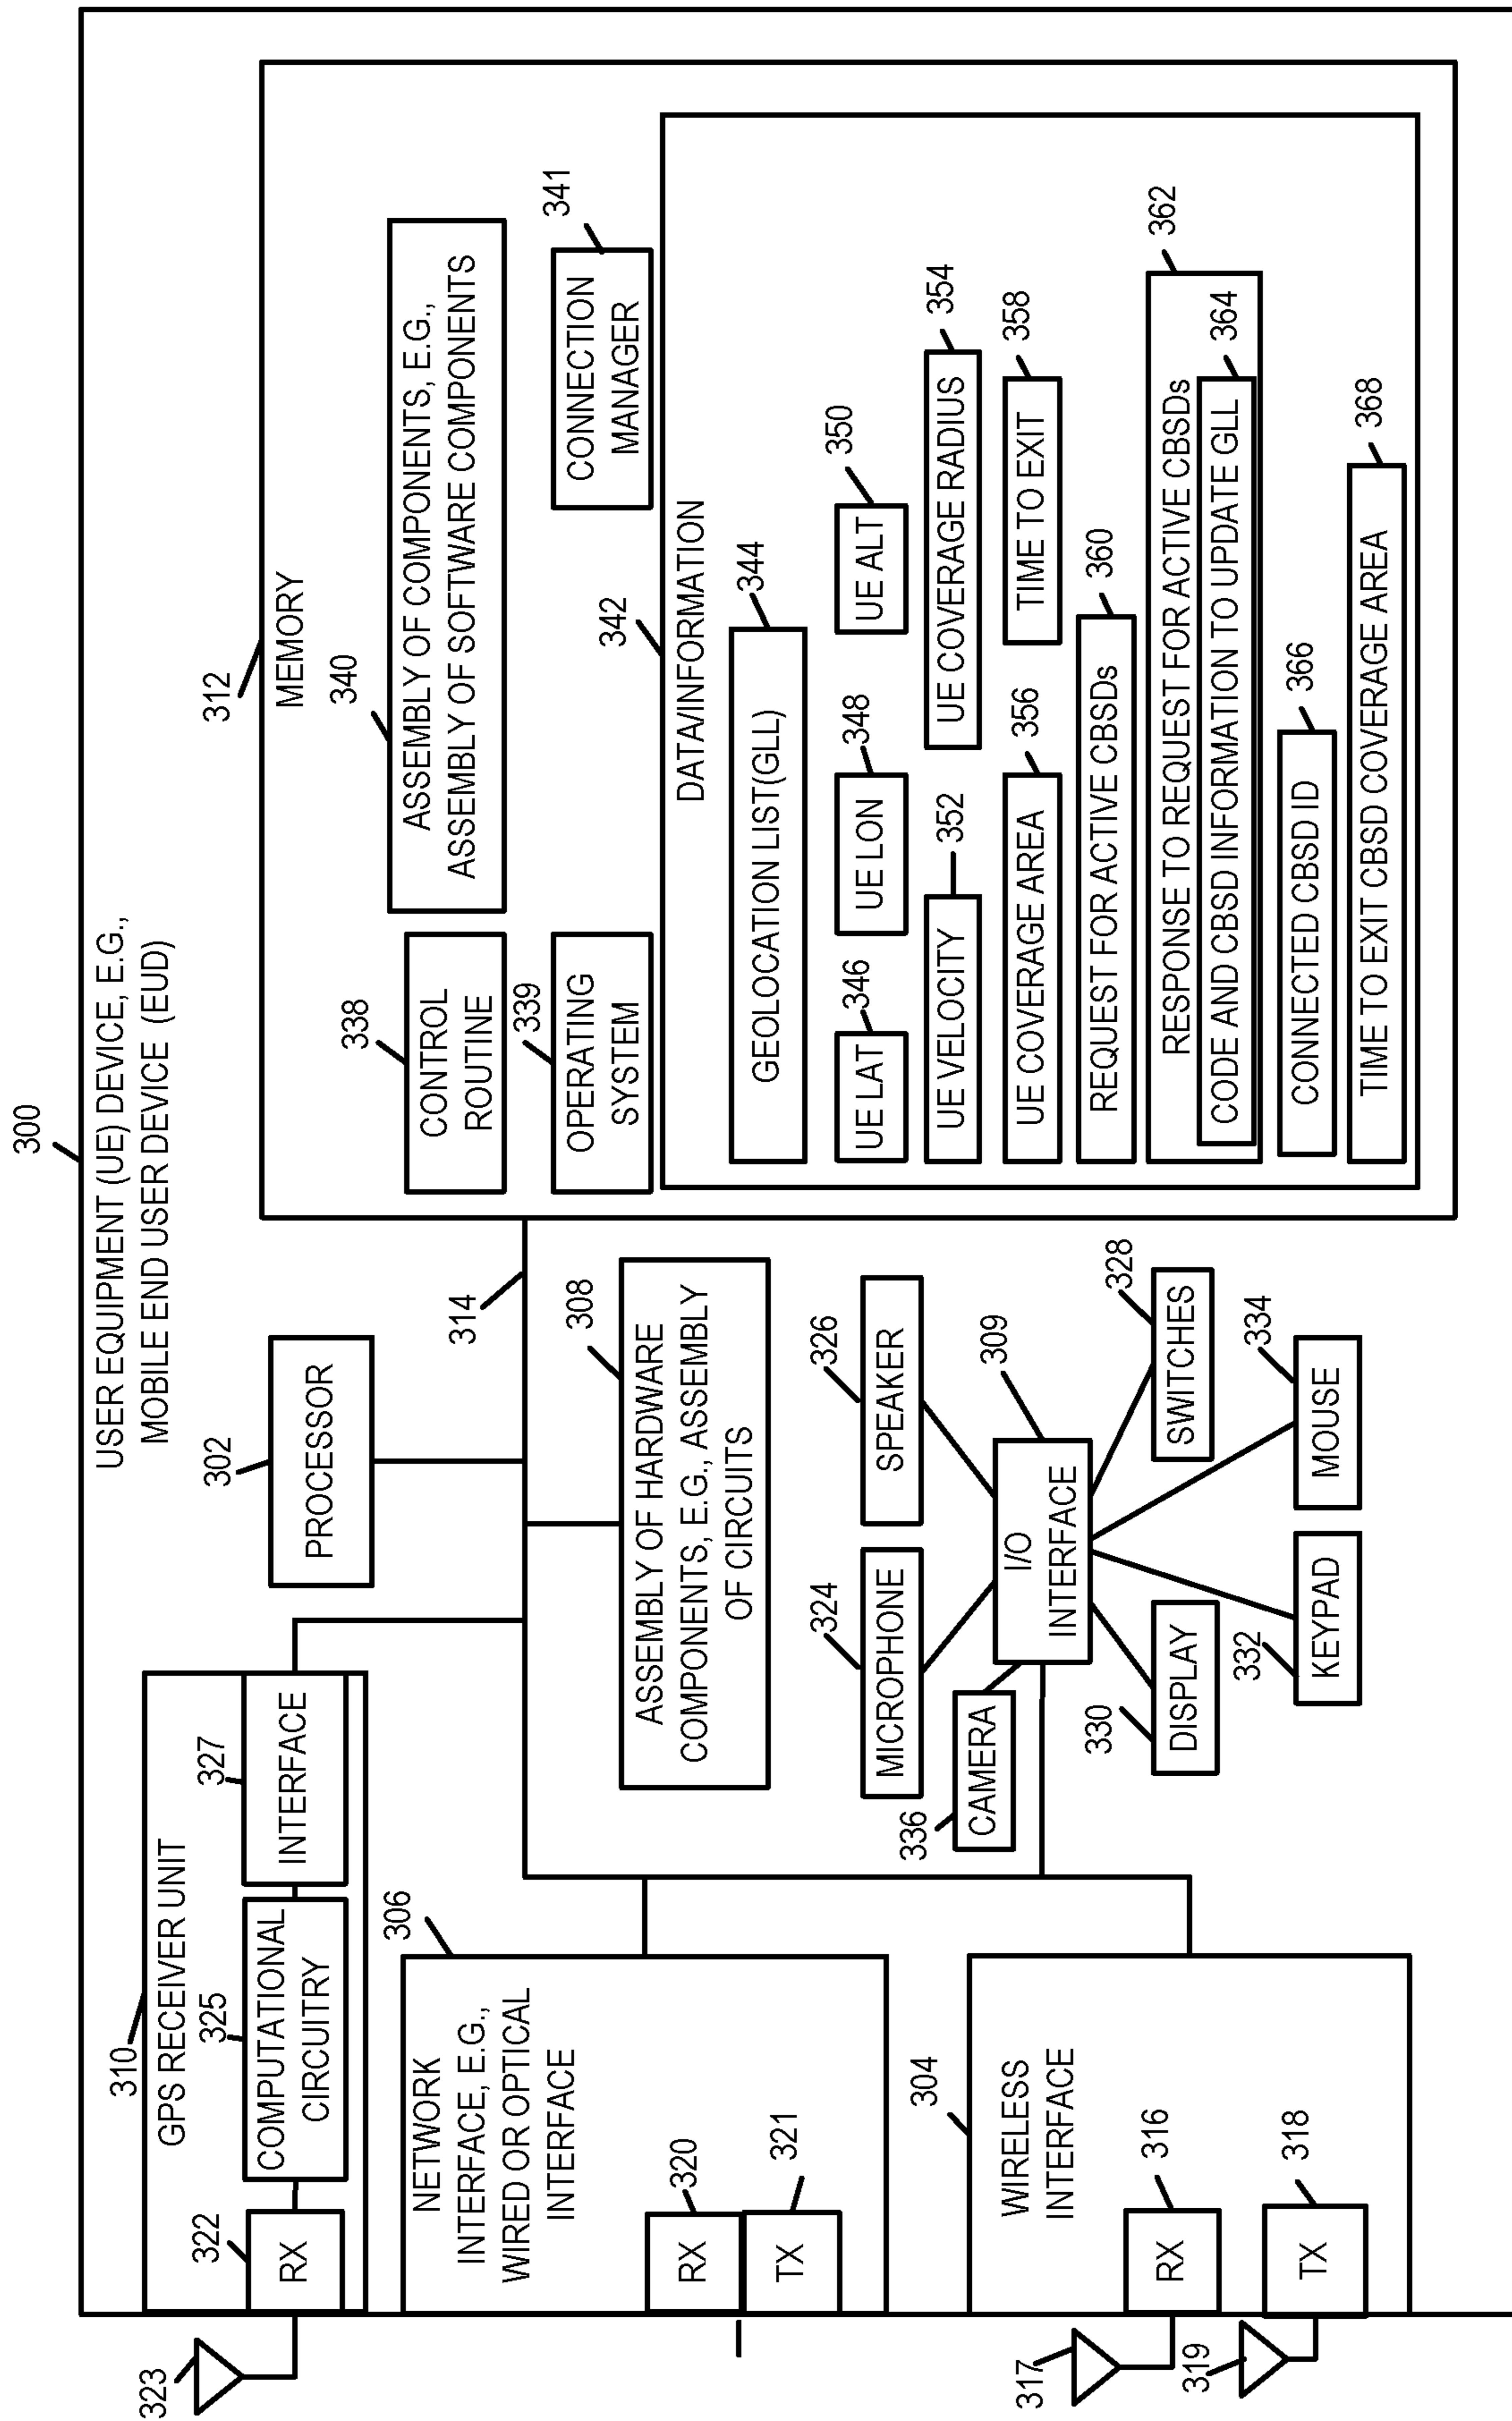 300
USER EQUIPMENT (UE) DEVICE, E.G.,
MOBILE END USER DEVICE (EUD)
310
GPS RECEIVER UNIT
323
322
RX
325
COMPUTATIONAL
CIRCUITRY
327
INTERFACE
302
PROCESSOR
306
NETWORK
INTERFACE, E.G.,
WIRED OR OPTICAL
INTERFACE
320
RX
321
TX
304
WIRELESS
INTERFACE
317
316
RX
319
318
TX
314
308
ASSEMBLY OF HARDWARE
COMPONENTS, E.G., ASSEMBLY
OF CIRCUITS
324
MICROPHONE
326
SPEAKER
336
CAMERA
309
I/O
INTERFACE
330
DISPLAY
328
SWITCHES
332
KEYPAD
334
MOUSE
312
MEMORY
338
CONTROL
ROUTINE
340
ASSEMBLY OF COMPONENTS, E.G.,
ASSEMBLY OF SOFTWARE COMPONENTS
339
OPERATING
SYSTEM
341
CONNECTION
MANAGER
342
DATA/INFORMATION
344
GEOLOCATION LIST(GLL)
346
UE LAT
348
UE LON
350
UE ALT
352
UE VELOCITY
354
UE COVERAGE RADIUS
356
UE COVERAGE AREA
358
TIME TO EXIT
360
REQUEST FOR ACTIVE CBSDs
362
RESPONSE TO REQUEST FOR ACTIVE CBSDs
364
CODE AND CBSD INFORMATION TO UPDATE GLL
366
CONNECTED CBSD ID
368
TIME TO EXIT CBSD COVERAGE AREA